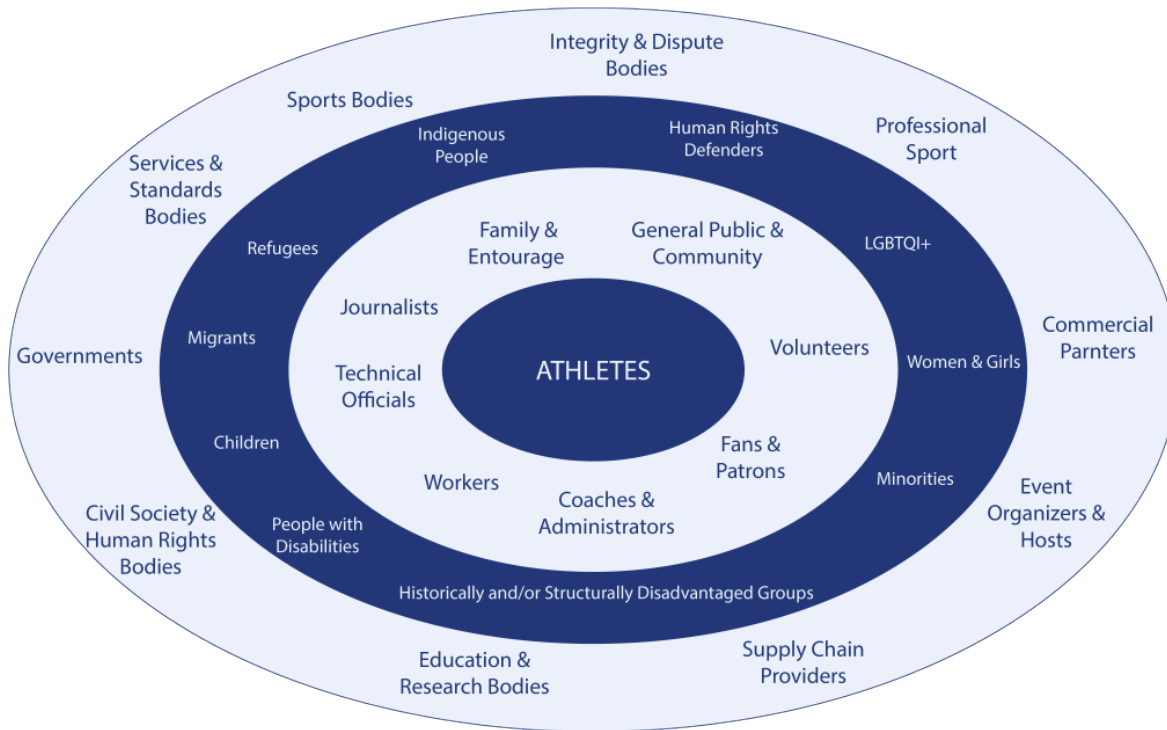 Integrity & Dispute
Bodies
Sports Bodies
Professional
Sport
Services &
Standards
Bodies
Governments
Commercial
Parnters
Civil Society &
Human Rights
Bodies
Event
Organizers &
Hosts
Education &
Research Bodies
Supply Chain
Providers
Indigenous
People
Human Rights
Defenders
Refugees
LGBTQI+
Migrants
Women & Girls
Children
Minorities
People with
Disabilities
Historically and/or Structurally Disadvantaged Groups
Family &
Entourage
General Public &
Community
Journalists
Volunteers
Technical
Officials
Fans &
Patrons
Workers
Coaches &
Administrators
ATHLETES